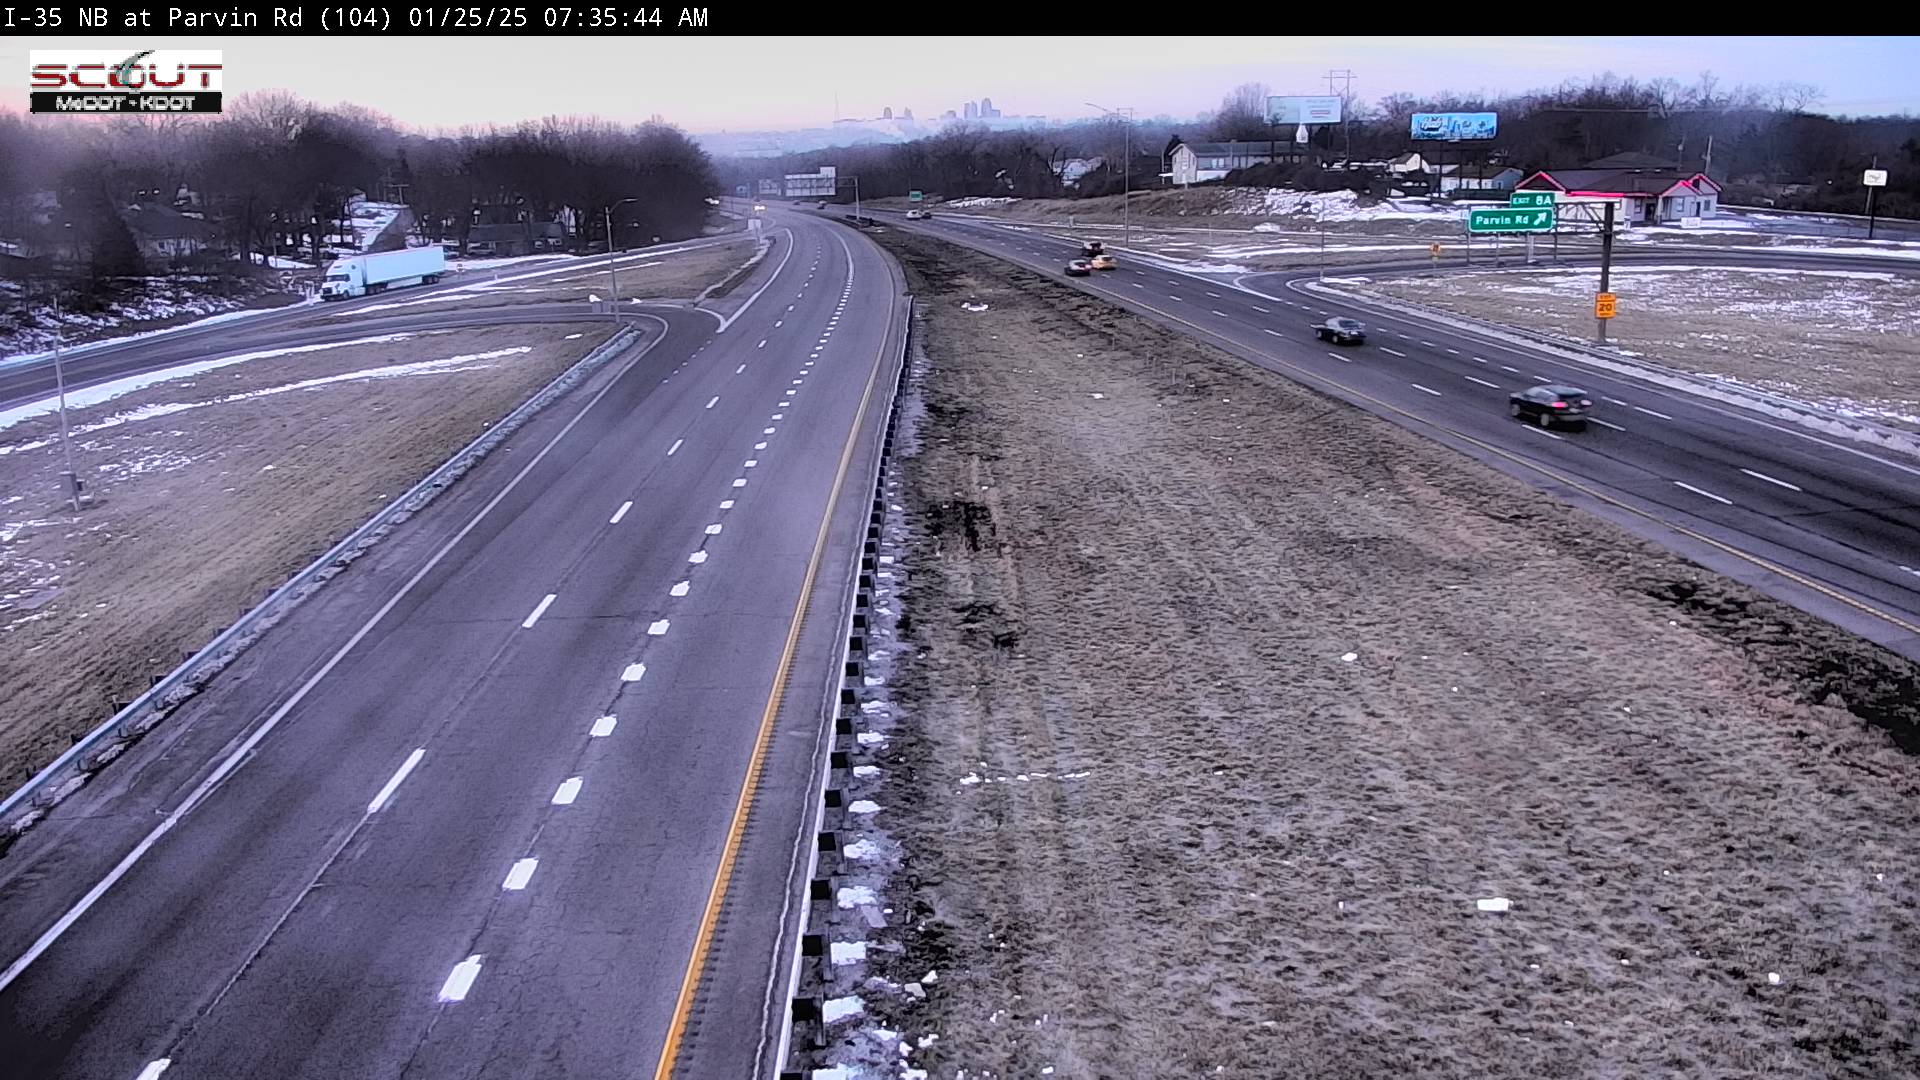 I-35 NB at Parvin Rd (104) 01/25/25 07:35:44 AM
SCOUT
MoDOT - KDOT
EXIT 8A
Parvin Rd
20